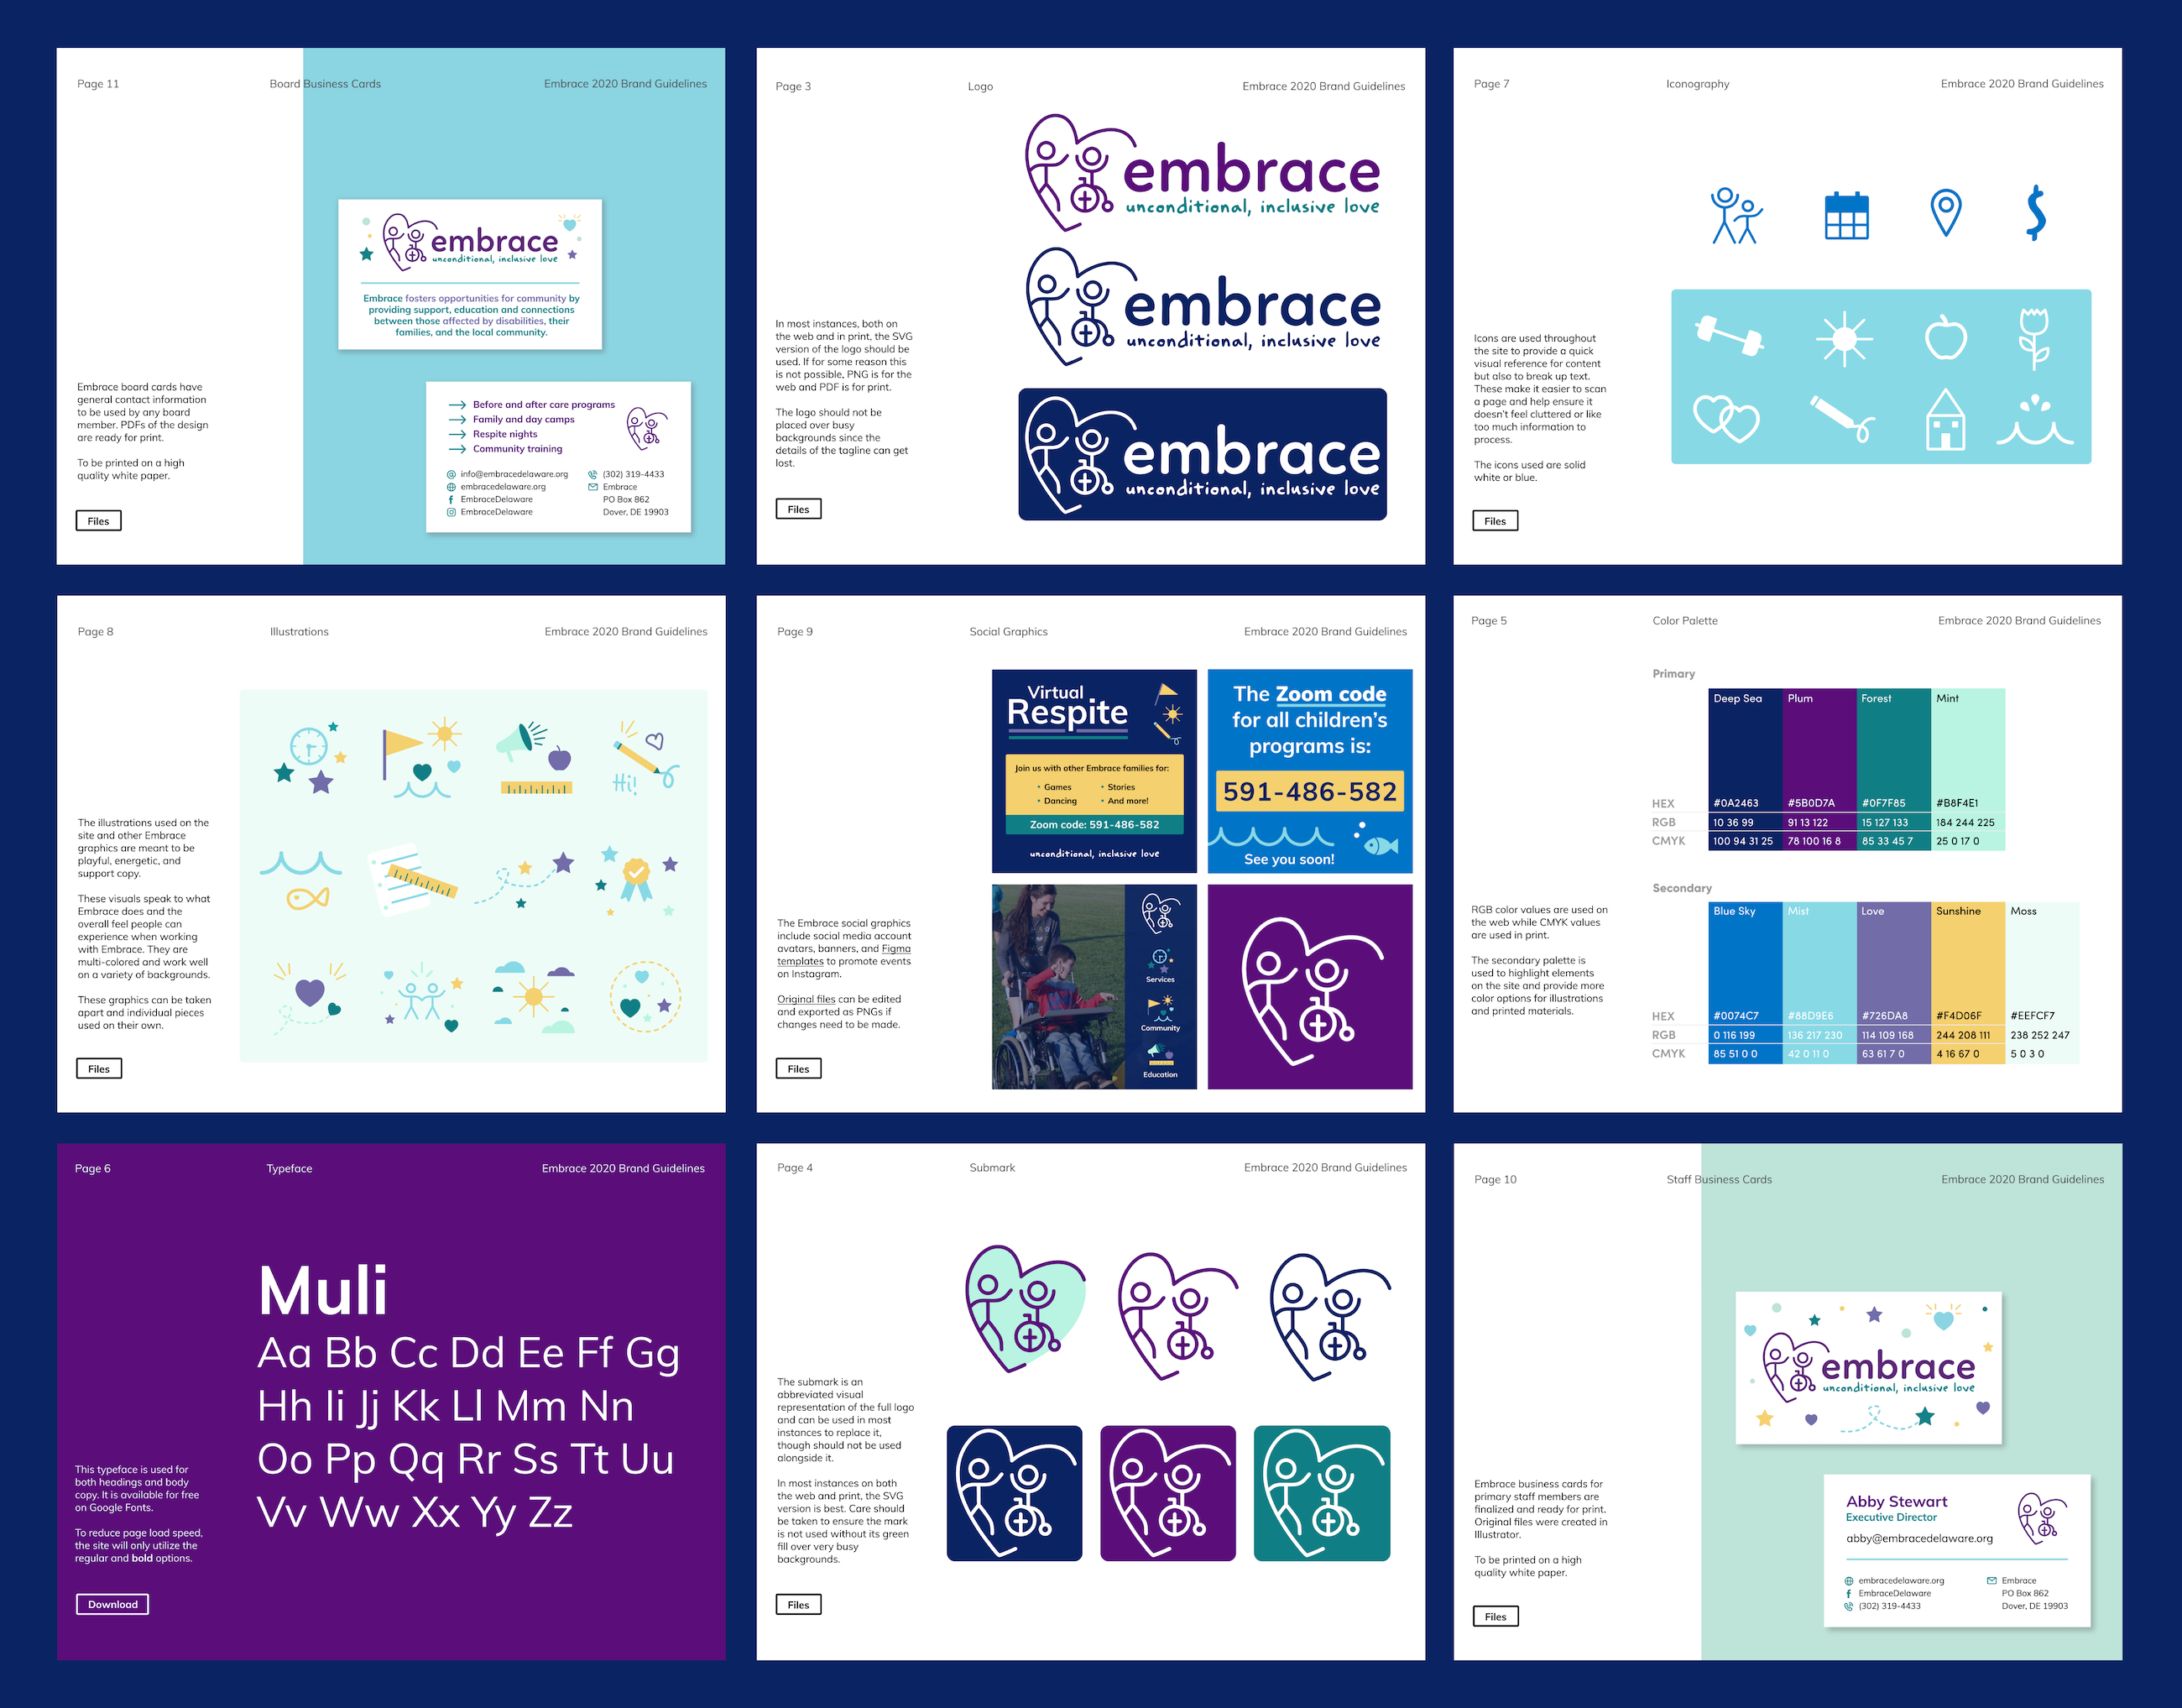 Page 11
Board Business Cards
Embrace 2020 Brand Guidelines
embrace
unconditional, inclusive love
Embrace fosters opportunities for community by
providing support, education and connections
between those affected by disabilities, their
families, and the local community.
Before and after care programs
Family and day camps
Respite nights
Community training
info@embracedelaware.org
embracedelaware.org
EmbraceDelaware
EmbraceDelaware
(302) 319-4433
Embrace
PO Box 862
Dover, DE 19903
Embrace board cards have
general contact information
to be used by any board
member. PDFs of the design
are ready for print.
To be printed on a high
quality white paper.
Files
Page 3
Logo
Embrace 2020 Brand Guidelines
embrace
unconditional, inclusive love
embrace
unconditional, inclusive love
embrace
unconditional, inclusive love
In most instances, both on
the web and in print, the SVG
version of the logo should be
used. If for some reason this
is not possible, PNG is for the
web and PDF is for print.
The logo should not be
placed over busy
backgrounds since the
details of the tagline can get
lost.
Files
Page 7
Iconography
Embrace 2020 Brand Guidelines
Icons are used throughout
the site to provide a quick
visual reference for content
but also to break up text.
These make it easier to scan
a page and help ensure it
doesn't feel cluttered or like
too much information to
process.
The icons used are solid
white or blue.
Files
Page 8
Illustrations
Embrace 2020 Brand Guidelines
Hi!
The illustrations used on the
site and other Embrace
graphics are meant to be
playful, energetic, and
support copy.
These visuals speak to what
Embrace does and the
overall feel people can
experience when working
with Embrace. They are
multi-colored and work well
on a variety of backgrounds.
These graphics can be taken
apart and individual pieces
used on their own.
Files
Page 9
Social Graphics
Embrace 2020 Brand Guidelines
Virtual
Respite
Join us with other Embrace families for:
• Games
• Stories
• Dancing
• And more!
Zoom code: 591-486-582
unconditional, inclusive love
The Zoom code
for all children's
programs is:
591-486-582
See you soon!
Services
Community
Education
The Embrace social graphics
include social media account
avatars, banners, and Figma
templates to promote events
on Instagram.
Original files can be edited
and exported as PNGs if
changes need to be made.
Files
Page 5
Color Palette
Embrace 2020 Brand Guidelines
Primary
Deep Sea
Plum
Forest
Mint
HEX #0A2463 #5B0D7A #0F7F85 #B8F4E1
RGB 10 36 99 91 13 122 15 127 133 184 244 225
CMYK 100 94 31 25 78 100 16 8 85 33 45 7 25 0 17 0
Secondary
Blue Sky
Mist
Love
Sunshine
Moss
HEX #0074C7 #88D9E6 #726DA8 #F4D06F #EEFCF7
RGB 0 116 199 136 217 230 114 109 168 244 208 111 238 252 247
CMYK 85 51 0 0 42 0 11 0 63 61 7 0 4 16 67 0 5 0 3 0
RGB color values are used on
the web while CMYK values
are used in print.
The secondary palette is
used to highlight elements
on the site and provide more
color options for illustrations
and printed materials.
Page 6
Typeface
Embrace 2020 Brand Guidelines
Muli
Aa Bb Cc Dd Ee Ff Gg
Hh Ii Jj Kk Ll Mm Nn
Oo Pp Qq Rr Ss Tt Uu
Vv Ww Xx Yy Zz
This typeface is used for
both headings and body
copy. It is available for free
on Google Fonts.
To reduce page load speed,
the site will only utilize the
regular and bold options.
Download
Page 4
Submark
Embrace 2020 Brand Guidelines
The submark is an
abbreviated visual
representation of the full logo
and can be used in most
instances to replace it,
though should not be used
alongside it.
In most instances on both
the web and print, the SVG
version is best. Care should
be taken to ensure the mark
is not used without its green
fill over very busy
backgrounds.
Files
Page 10
Staff Business Cards
Embrace 2020 Brand Guidelines
embrace
unconditional, inclusive love
Abby Stewart
Executive Director
abby@embracedelaware.org
embracedelaware.org
EmbraceDelaware
(302) 319-4433
Embrace
PO Box 862
Dover, DE 19903
Embrace business cards for
primary staff members are
finalized and ready for print.
Original files were created in
Illustrator.
To be printed on a high
quality white paper.
Files